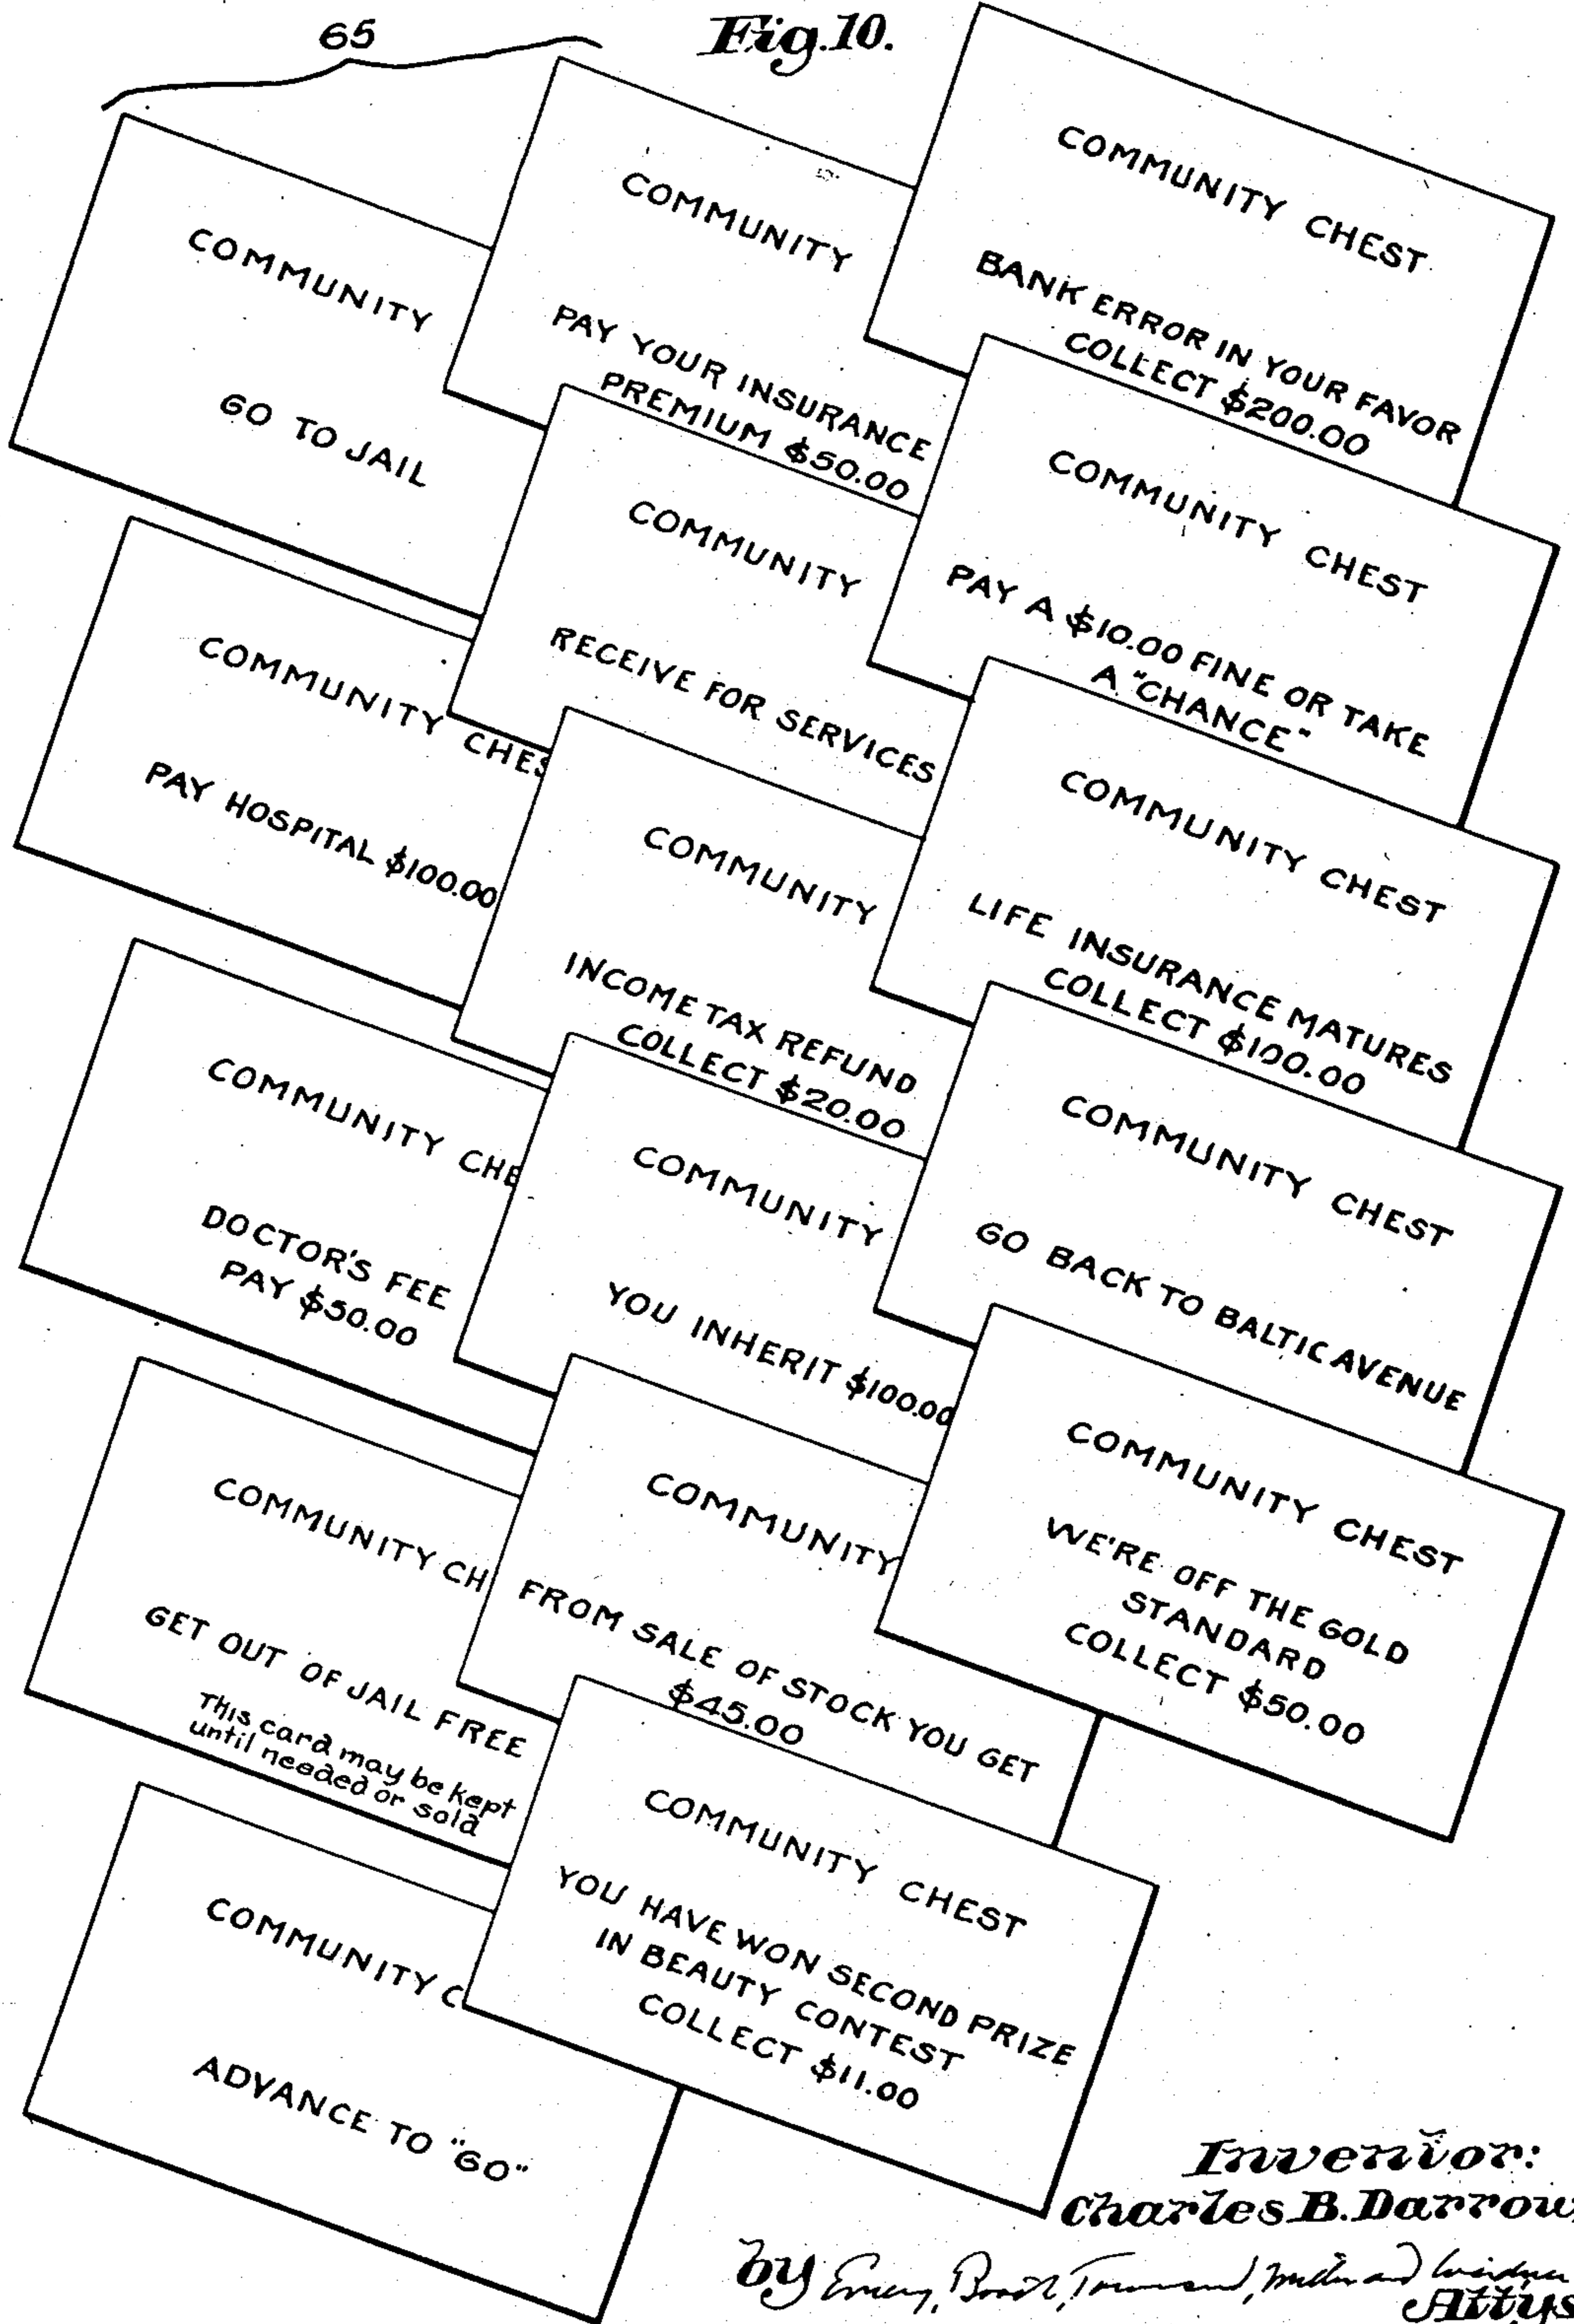 65
Fig. 10.
COMMUNITY
GO TO JAIL
COMMUNITY CHES
PAY HOSPITAL $100.00
COMMUNITY CHE
DOCTOR'S FEE
PAY $50.00
COMMUNITY CH
GET OUT OF JAIL FREE
This card may be kept
until needed or sold
COMMUNITY C
ADVANCE TO "GO"
COMMUNITY
PAY YOUR INSURANCE
PREMIUM $50.00
COMMUNITY
RECEIVE FOR SERVICES
COMMUNITY
INCOME TAX REFUND
COLLECT $20.00
COMMUNITY
YOU INHERIT $100.00
COMMUNITY
FROM SALE OF STOCK YOU GET
$45.00
COMMUNITY CHEST
YOU HAVE WON SECOND PRIZE
IN BEAUTY CONTEST
COLLECT $11.00
COMMUNITY CHEST
BANK ERROR IN YOUR FAVOR
COLLECT $200.00
COMMUNITY CHEST
PAY A $10.00 FINE OR TAKE
A "CHANCE"
COMMUNITY CHEST
LIFE INSURANCE MATURES
COLLECT $100.00
COMMUNITY CHEST
GO BACK TO BALTIC AVENUE
COMMUNITY CHEST
WE'RE OFF THE GOLD
STANDARD
COLLECT $50.00
Inventor:
Charles B. Darrow,
by Emery, Booth, Townsend, Miller and Weidner
Attys